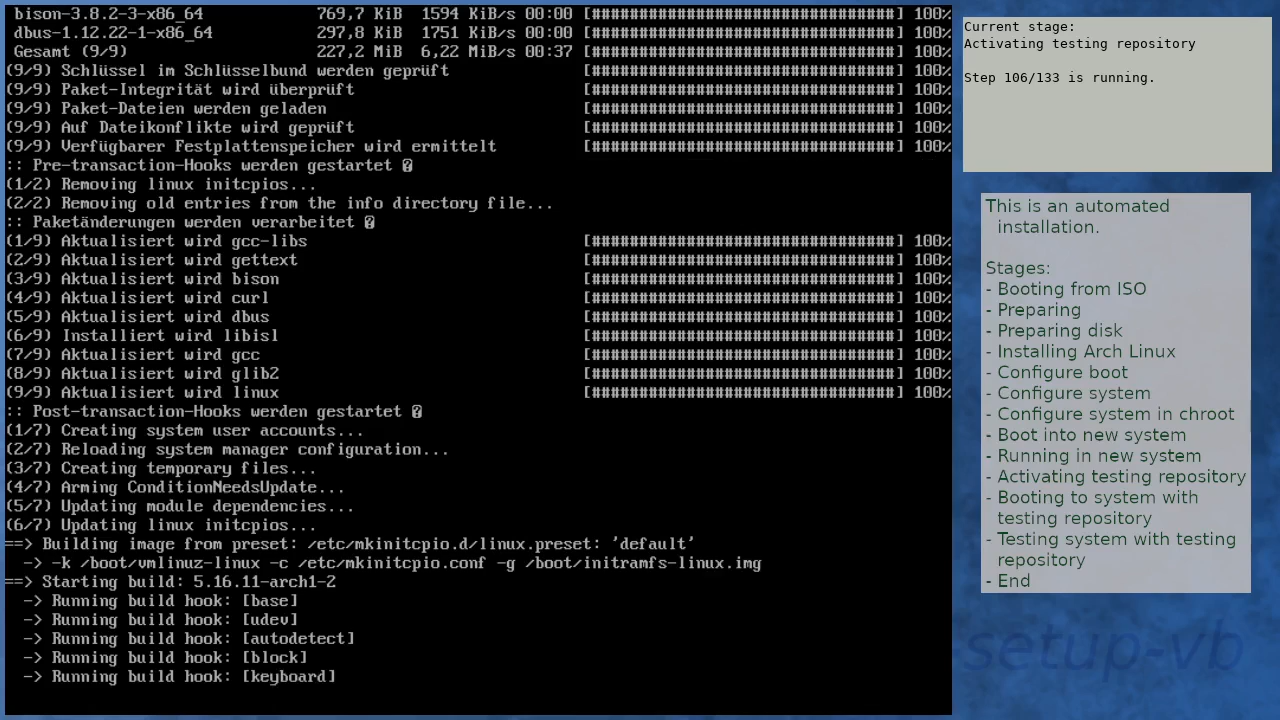 bison-3.8.2-3-x86_64 769,7 KiB 1594 KiB/s 00:00 [################################] 100%
dbus-1.12.22-1-x86_64 297,8 KiB 1751 KiB/s 00:00 [################################] 100%
Gesamt (9/9) 227,2 MiB 6,22 MiB/s 00:37 [################################] 100%
(9/9) Schlüssel im Schlüsselbund werden geprüft [################################] 100%
(9/9) Paket-Integrität wird überprüft [################################] 100%
(9/9) Paket-Dateien werden geladen [################################] 100%
(9/9) Auf Dateikonflikte wird geprüft [################################] 100%
(9/9) Verfügbarer Festplattenspeicher wird ermittelt [################################] 100%
:: Pre-transaction-Hooks werden gestartet �
(1/2) Removing linux initcpios...
(2/2) Removing old entries from the info directory file...
:: Paketänderungen werden verarbeitet �
(1/9) Aktualisiert wird gcc-libs [################################] 100%
(2/9) Aktualisiert wird gettext [################################] 100%
(3/9) Aktualisiert wird bison [################################] 100%
(4/9) Aktualisiert wird curl [################################] 100%
(5/9) Aktualisiert wird dbus [################################] 100%
(6/9) Installiert wird libisl [################################] 100%
(7/9) Aktualisiert wird gcc [################################] 100%
(8/9) Aktualisiert wird glib2 [################################] 100%
(9/9) Aktualisiert wird linux [################################] 100%
:: Post-transaction-Hooks werden gestartet �
(1/7) Creating system user accounts...
(2/7) Reloading system manager configuration...
(3/7) Creating temporary files...
(4/7) Arming ConditionNeedsUpdate...
(5/7) Updating module dependencies...
(6/7) Updating linux initcpios...
==> Building image from preset: /etc/mkinitcpio.d/linux.preset: 'default'
-> -k /boot/vmlinuz-linux -c /etc/mkinitcpio.conf -g /boot/initramfs-linux.img
==> Starting build: 5.16.11-arch1-2
-> Running build hook: [base]
-> Running build hook: [udev]
-> Running build hook: [autodetect]
-> Running build hook: [block]
-> Running build hook: [keyboard]
Current stage:
Activating testing repository
Step 106/133 is running.
This is an automated
installation.
Stages:
- Booting from ISO
- Preparing
- Preparing disk
- Installing Arch Linux
- Configure boot
- Configure system
- Configure system in chroot
- Boot into new system
- Running in new system
- Activating testing repository
- Booting to system with
testing repository
- Testing system with testing
repository
- End
setup-vb